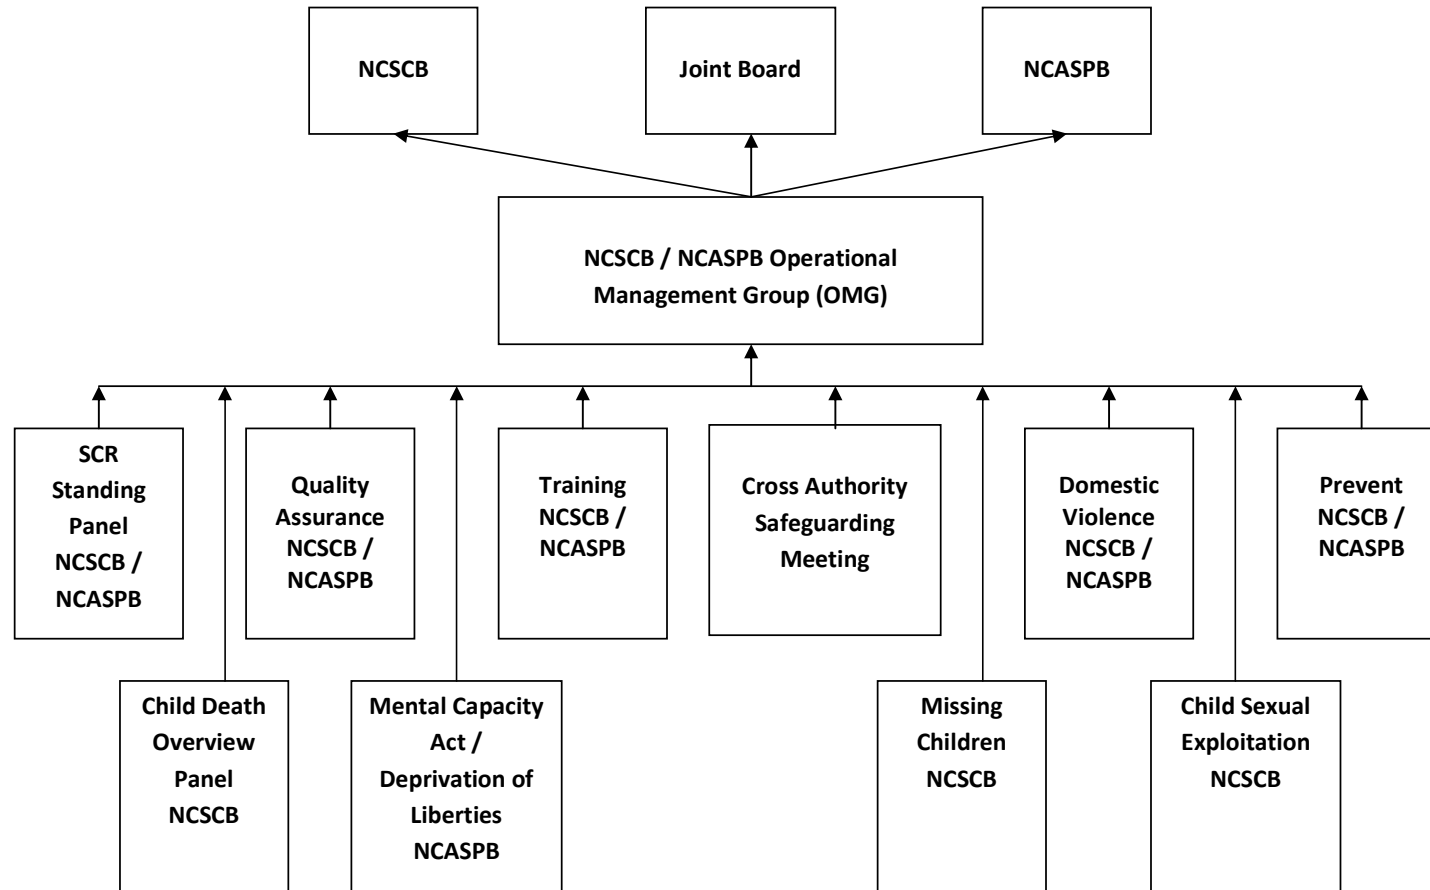 NCSCB
Joint Board
NCASPB
NCSCB / NCASPB Operational
Management Group (OMG)
SCR
Standing
Panel
NCSCB /
NCASPB
Quality
Assurance
NCSCB /
NCASPB
Training
NCSCB /
NCASPB
Cross Authority
Safeguarding
Meeting
Domestic
Violence
NCSCB /
NCASPB
Prevent
NCSCB /
NCASPB
Child Death
Overview
Panel
NCSCB
Mental Capacity
Act /
Deprivation of
Liberties
NCASPB
Missing
Children
NCSCB
Child Sexual
Exploitation
NCSCB